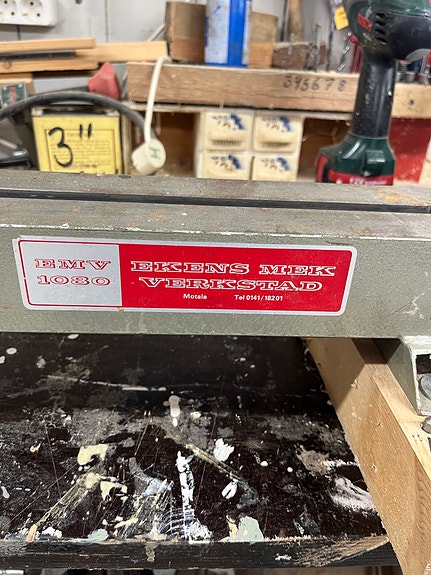 3"
395678
EMV
1080
EKENS MEK
VERKSTAD
Motala Tel 0141/18201